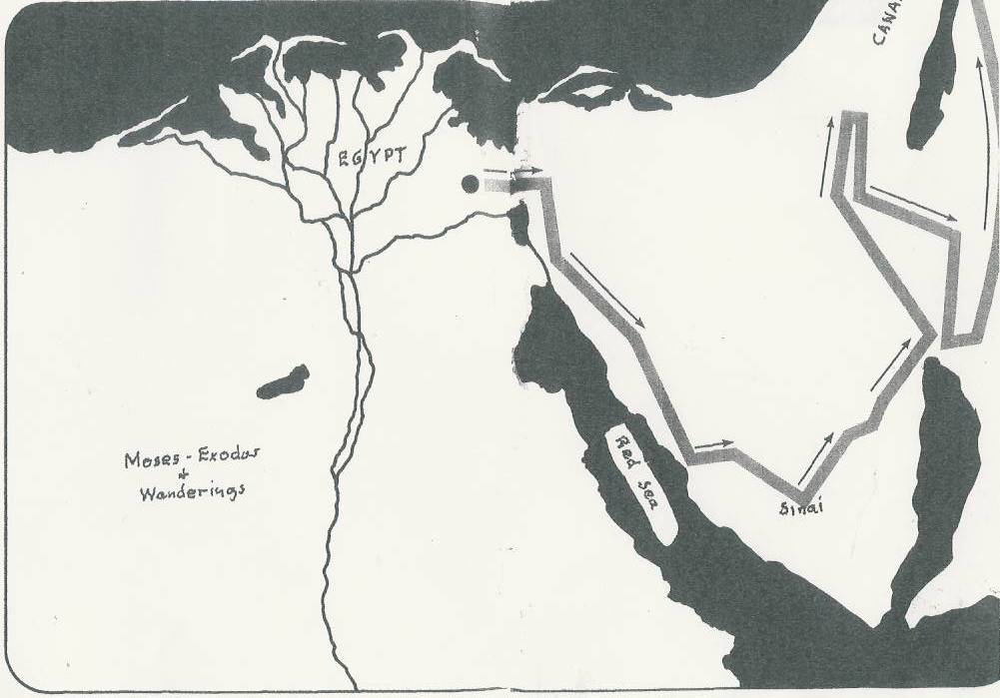 CANA
EGYPT
Moses - Exodus
+
Wanderings
Red Sea
Sinai